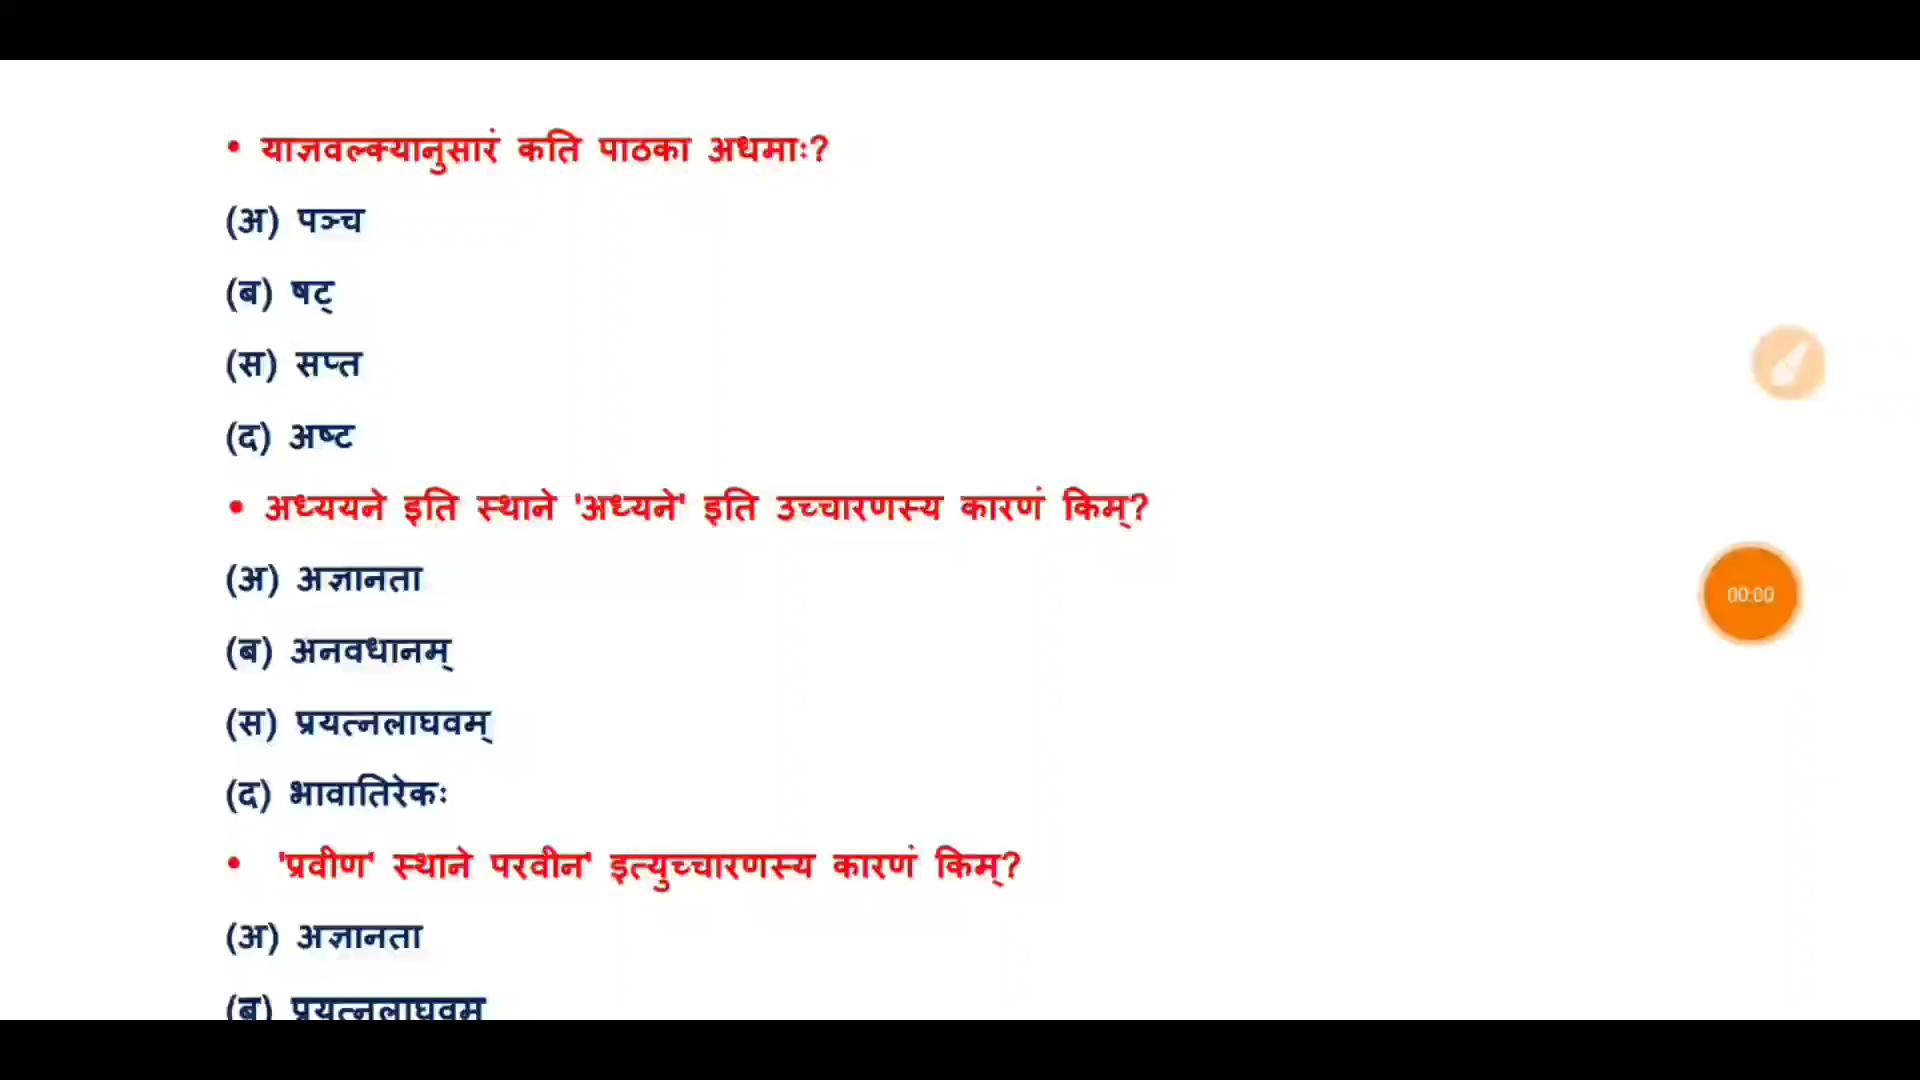 • याज्ञवल्क्यानुसारं कति पाठका अधमाः?
(अ) पञ्च
(ब) षट्
(स) सप्त
(द) अष्ट
• अध्ययने इति स्थाने 'अध्यने' इति उच्चारणस्य कारणं किम्?
(अ) अज्ञानता
(ब) अनवधानम्
(स) प्रयत्नलाघवम्
(द) भावातिरेकः
• 'प्रवीण' स्थाने परवीन' इत्युच्चारणस्य कारणं किम्?
(अ) अज्ञानता
(ब) प्रयत्नलाघवम्
00:00